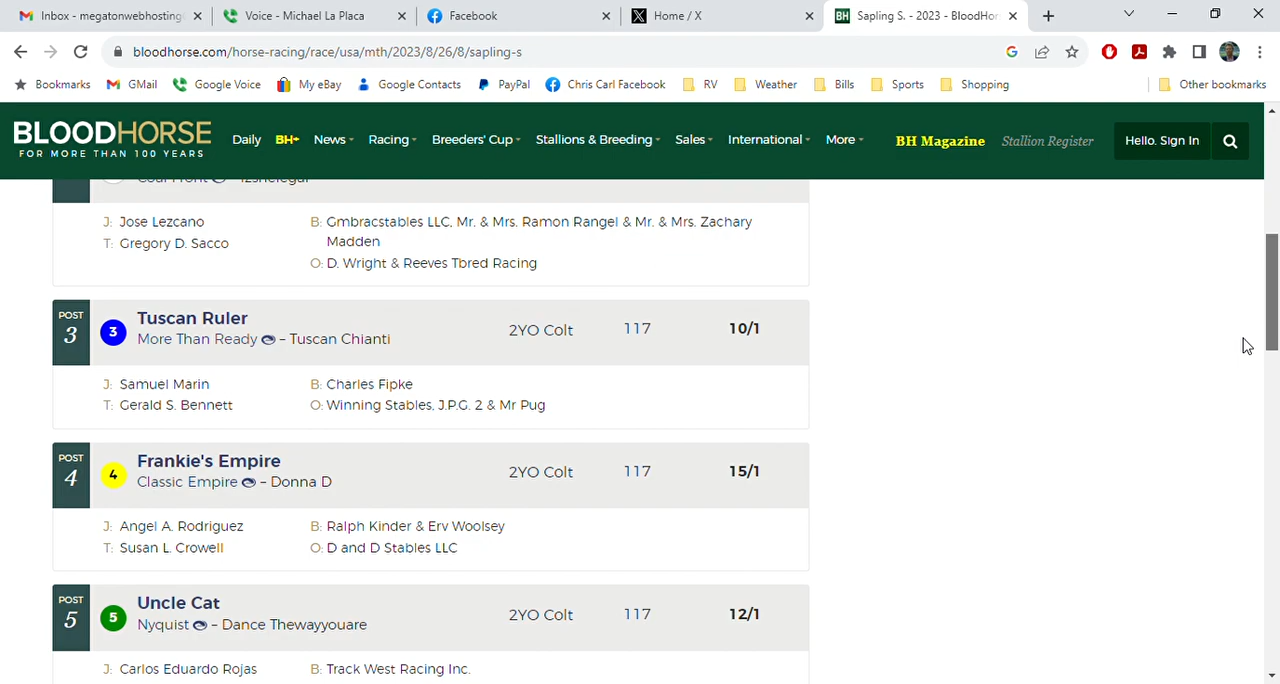 Inbox - megatonwebhosting
Voice - Michael La Placa
Facebook
Home / X
Sapling S. - 2023 - BloodHor
bloodhorse.com/horse-racing/race/usa/mth/2023/8/26/8/sapling-s
Bookmarks
GMail
Google Voice
My eBay
Google Contacts
PayPal
Chris Carl Facebook
RV
Weather
Bills
Sports
Shopping
Other bookmarks
BLOODHORSE
FOR MORE THAN 100 YEARS
Daily
BH+
News
Racing
Breeders' Cup
Stallions & Breeding
Sales
International
More
BH Magazine
Stallion Register
Hello. Sign In
J: Jose Lezcano
T: Gregory D. Sacco
B: Gmbracstables LLC, Mr. & Mrs. Ramon Rangel & Mr. & Mrs. Zachary
Madden
O: D. Wright & Reeves Tbred Racing
POST
3
3
Tuscan Ruler
More Than Ready - Tuscan Chianti
2YO Colt
117
10/1
J: Samuel Marin
T: Gerald S. Bennett
B: Charles Fipke
O: Winning Stables, J.P.G. 2 & Mr Pug
POST
4
4
Frankie's Empire
Classic Empire - Donna D
2YO Colt
117
15/1
J: Angel A. Rodriguez
T: Susan L. Crowell
B: Ralph Kinder & Erv Woolsey
O: D and D Stables LLC
POST
5
5
Uncle Cat
Nyquist - Dance Thewayyouare
2YO Colt
117
12/1
J: Carlos Eduardo Rojas
B: Track West Racing Inc.